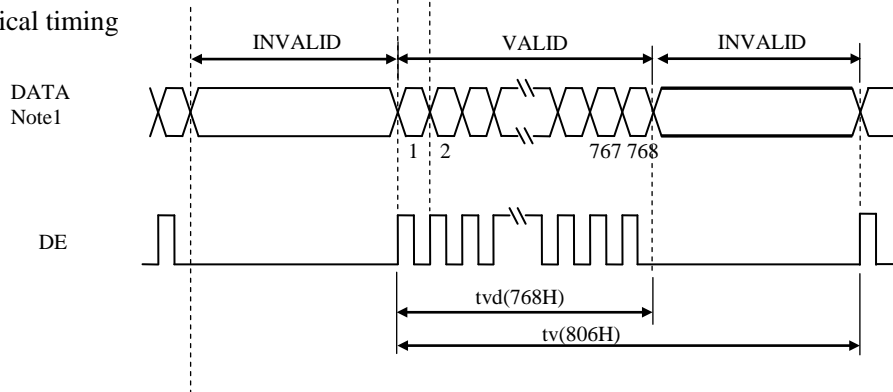 ical timing
INVALID VALID INVALID
DATA
Note1
1 2 767 768
DE
tvd(768H)
tv(806H)